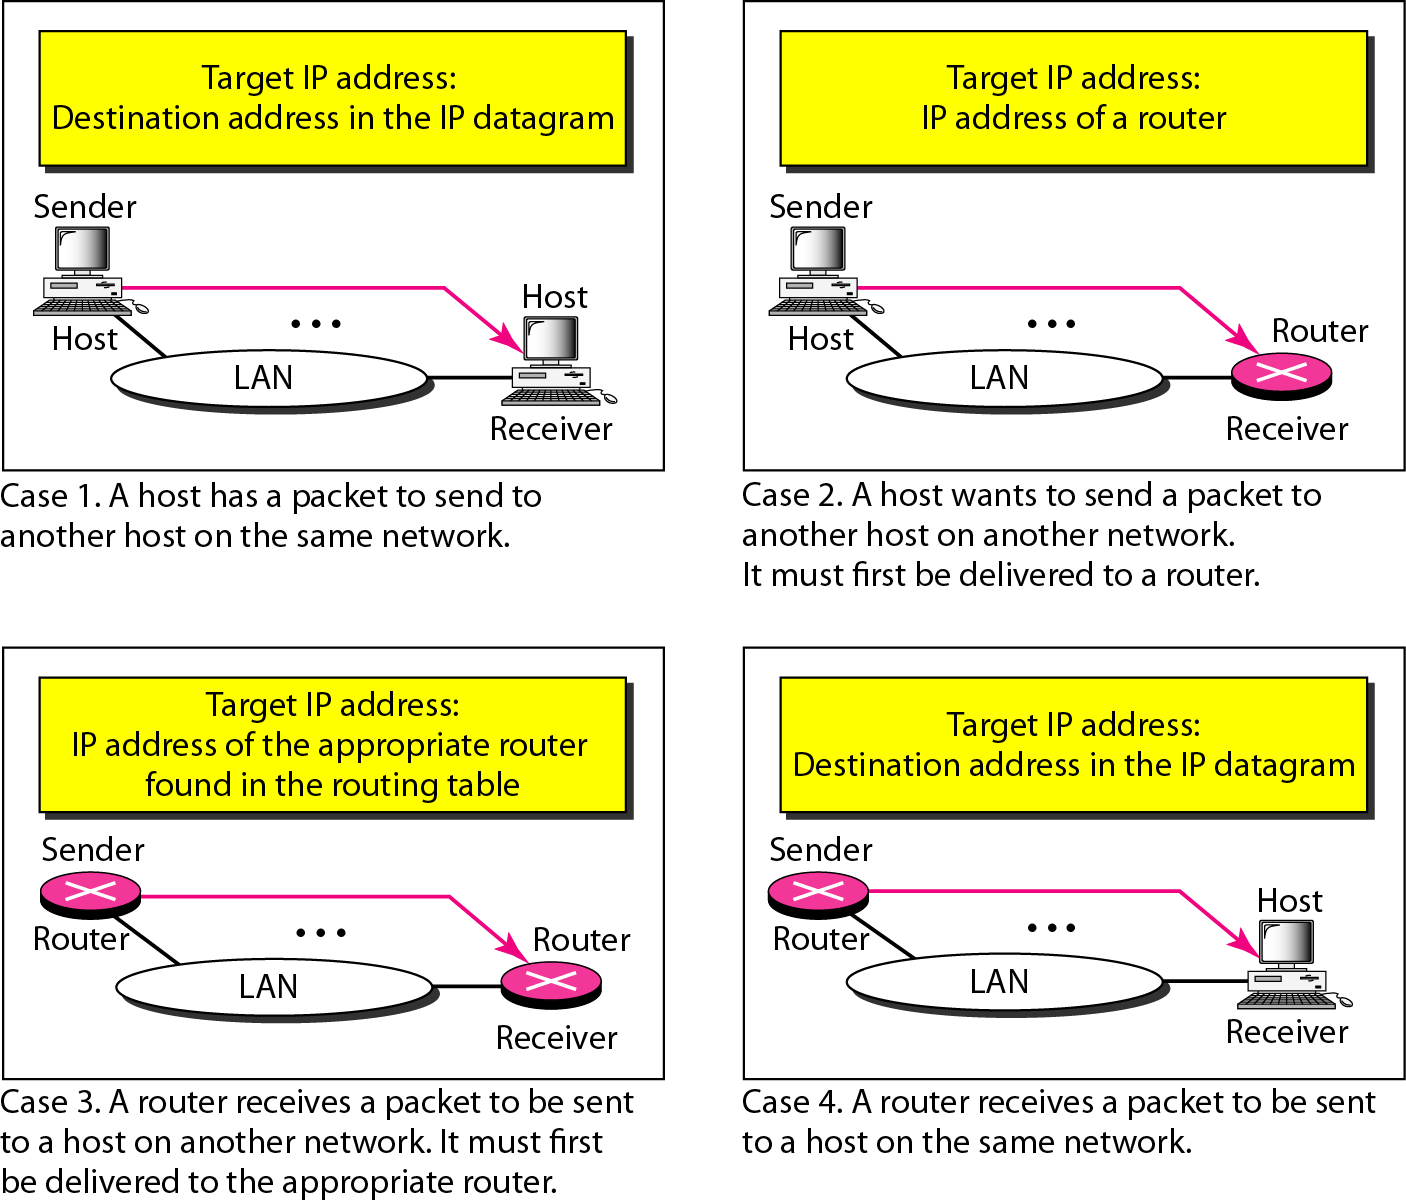 Target IP address:
Destination address in the IP datagram
Sender
Host
Host
LAN
Receiver
Case 1. A host has a packet to send to
another host on the same network.
Target IP address:
IP address of a router
Sender
Host
Router
LAN
Receiver
Case 2. A host wants to send a packet to
another host on another network.
It must first be delivered to a router.
Target IP address:
IP address of the appropriate router
found in the routing table
Sender
Router
Router
LAN
Receiver
Case 3. A router receives a packet to be sent
to a host on another network. It must first
be delivered to the appropriate router.
Target IP address:
Destination address in the IP datagram
Sender
Host
Router
LAN
Receiver
Case 4. A router receives a packet to be sent
to a host on the same network.